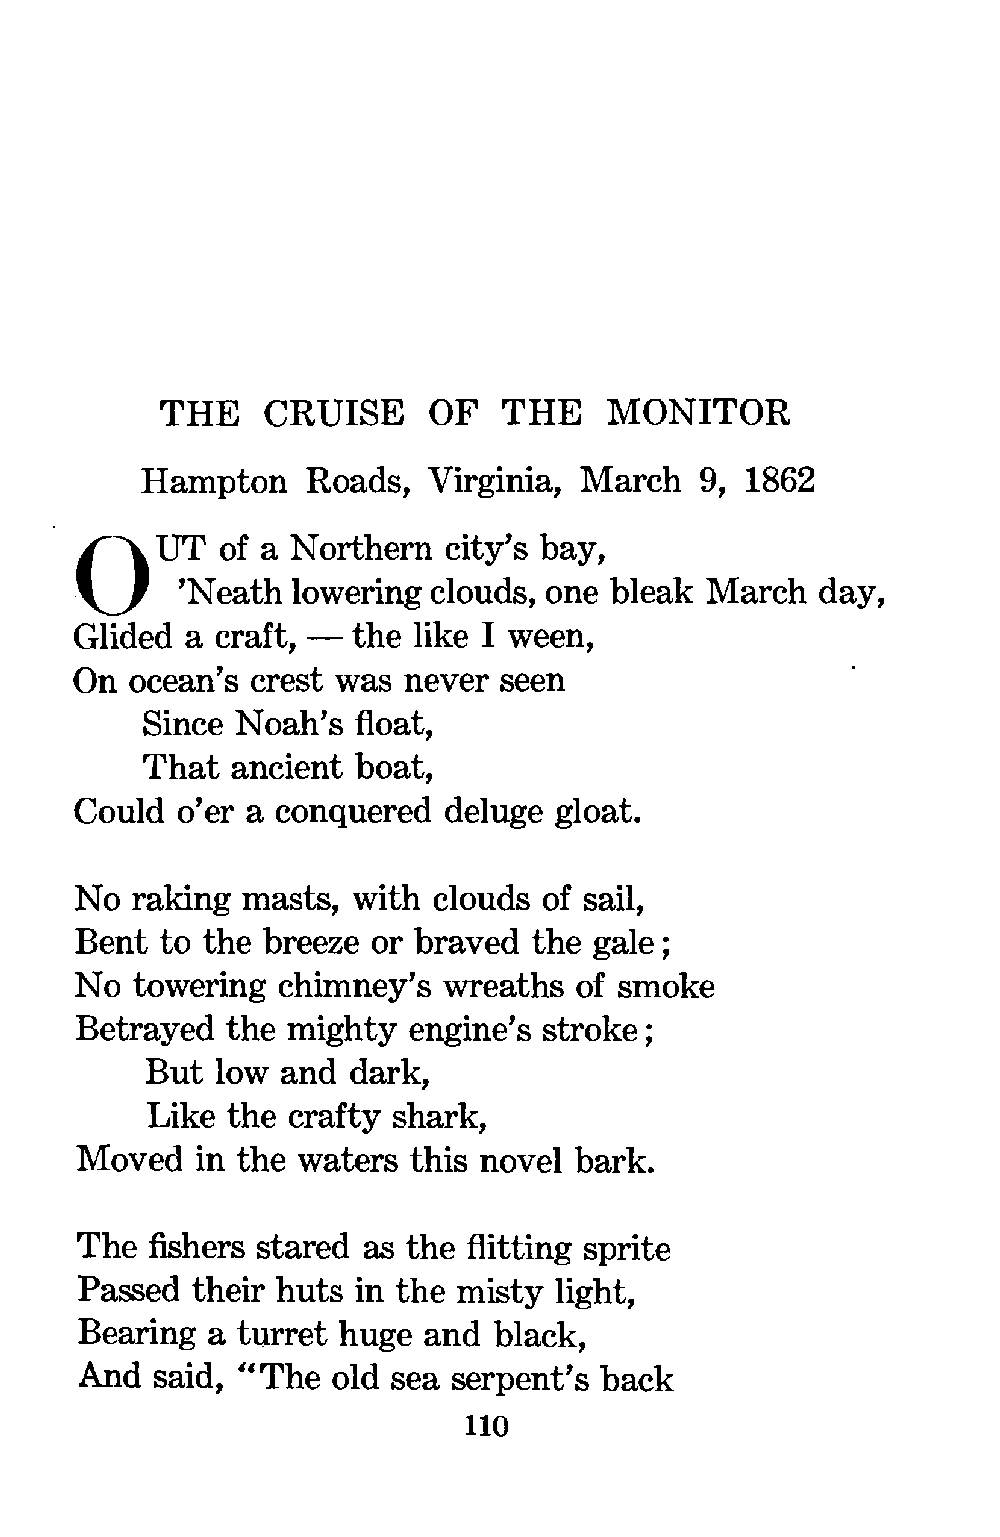 THE CRUISE OF THE MONITOR
Hampton Roads, Virginia, March 9, 1862
OUT of a Northern city's bay,
'Neath lowering clouds, one bleak March day,
Glided a craft, — the like I ween,
On ocean's crest was never seen
Since Noah's float,
That ancient boat,
Could o'er a conquered deluge gloat.
No raking masts, with clouds of sail,
Bent to the breeze or braved the gale;
No towering chimney's wreaths of smoke
Betrayed the mighty engine's stroke;
But low and dark,
Like the crafty shark,
Moved in the waters this novel bark.
The fishers stared as the flitting sprite
Passed their huts in the misty light,
Bearing a turret huge and black,
And said, "The old sea serpent's back
110